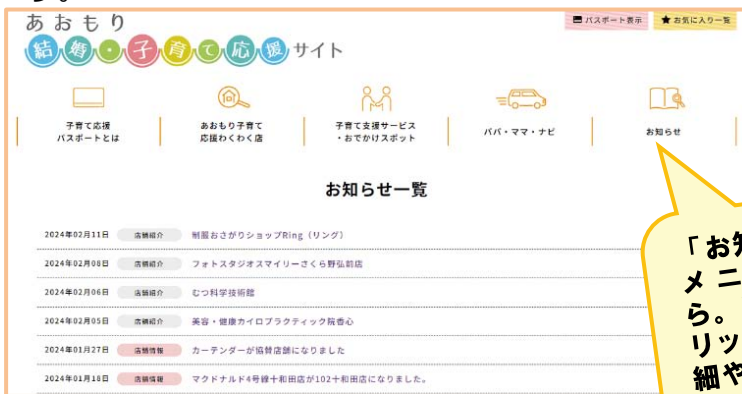 る。
あおもり
結婚・子育て応援サイト
パスポート表示
★お気に入り一覧
子育て応援
パスポートとは
あおもり子育て
応援わくわく店
子育て支援サービス
・おでかけスポット
パパ・ママ・ナビ
お知らせ
お知らせ一覧
2024年02月11日 店舗紹介 制服おさがりショップRing(リング)
2024年02月08日 店舗紹介 フォトスタジオスマイリーさくら野弘前店
2024年02月06日 店舗紹介 むつ科学技術館
2024年02月05日 店舗紹介 美容・健康カイロプラクティック院香心
2024年01月27日 店舗情報 カーテンダーが協賛店舗になりました
2024年01月18日 店舗情報 マクドナルド4号線十和田店が102十和田店になりました。
「お知
メニ
ら。
リッ
細や